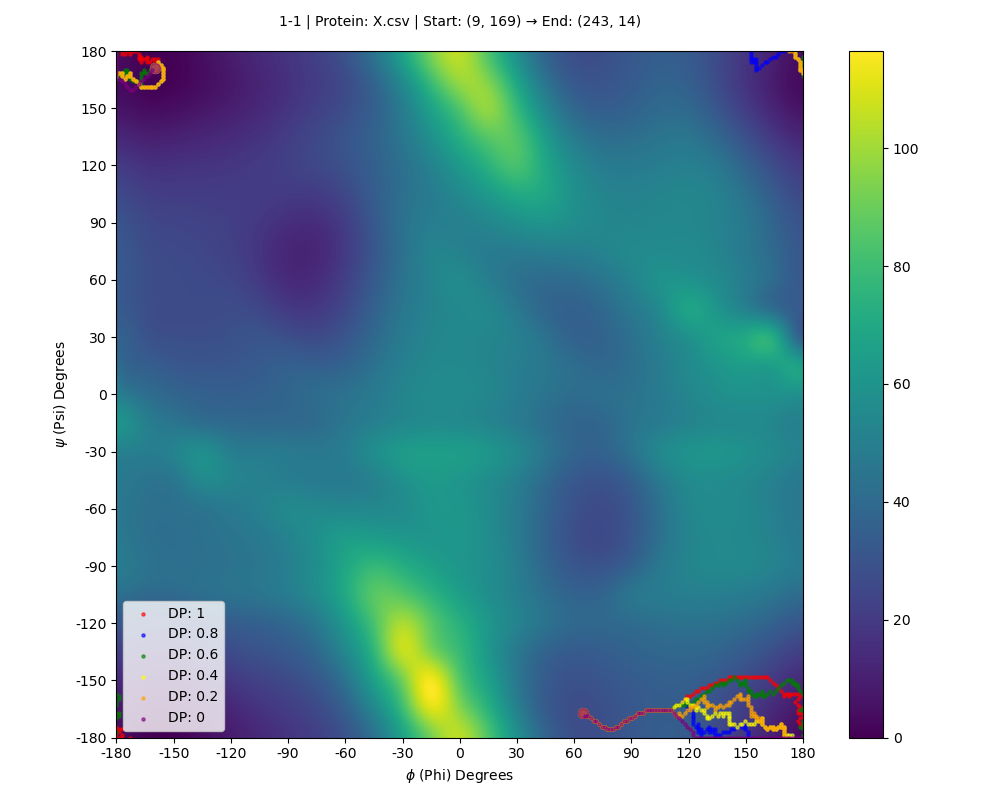 1-1 | Protein: X.csv | Start: (9, 169) → End: (243, 14)
180
150
120
90
60
30
0
-30
-60
-90
-120
-150
-180
ψ (Psi) Degrees
-180 -150 -120 -90 -60 -30 0 30 60 90 120 150 180
ϕ (Phi) Degrees
DP: 1
DP: 0.8
DP: 0.6
DP: 0.4
DP: 0.2
DP: 0
100
80
60
40
20
0